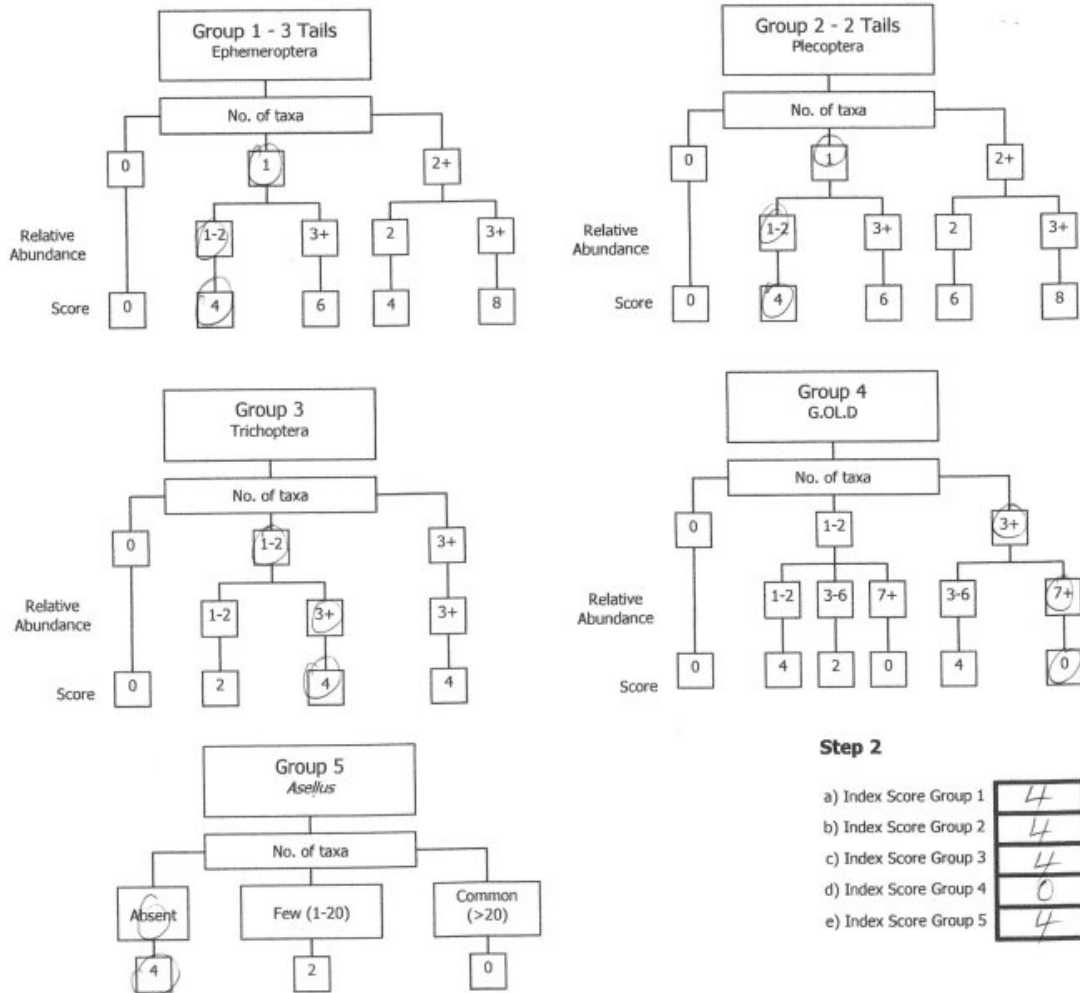 Group 1 - 3 Tails
Ephemeroptera
No. of taxa
0 1 2+
Relative Abundance
1-2 3+ 2 3+
Score
0 4 6 4 8
Group 2 - 2 Tails
Plecoptera
No. of taxa
0 1 2+
Relative Abundance
1-2 3+ 2 3+
Score
0 4 6 6 8
Group 3
Trichoptera
No. of taxa
0 1-2 3+
Relative Abundance
1-2 3+ 3+
Score
0 2 4 4
Group 4
G.OL.D
No. of taxa
0 1-2 3+
Relative Abundance
1-2 3-6 7+ 3-6 7+
Score
0 4 2 0 4 0
Group 5
Asellus
No. of taxa
Absent Few (1-20) Common (>20)
4 2 0
Step 2
a) Index Score Group 1 4
b) Index Score Group 2 4
c) Index Score Group 3 4
d) Index Score Group 4 0
e) Index Score Group 5 4